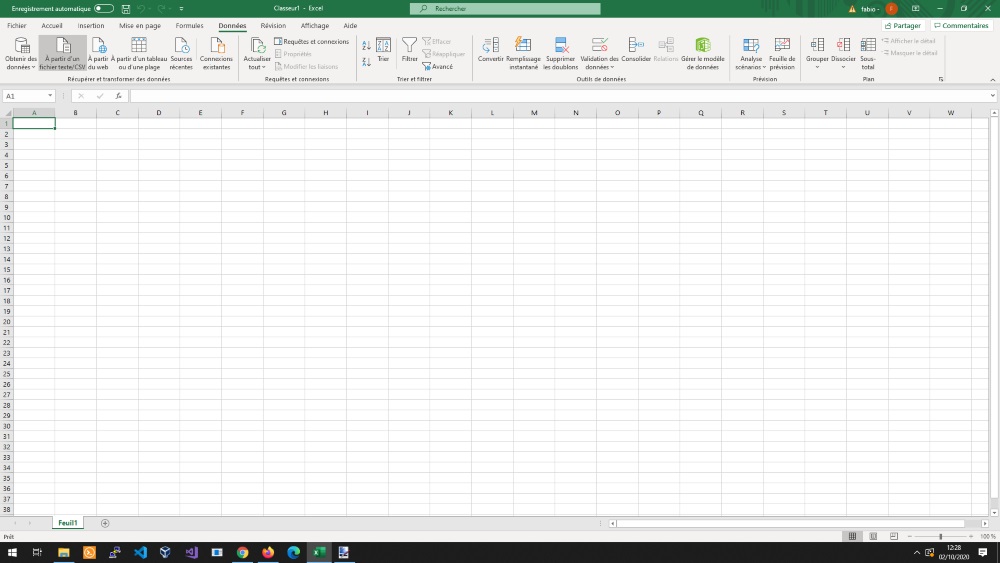 Enregistrement automatique Classeur1 - Excel Rechercher fabio F
Fichier Accueil Insertion Mise en page Formules Données Révision Affichage Aide Partager Commentaires
Obtenir des données À partir d'un fichier texte/CSV À partir du web À partir d'un tableau ou d'une plage Sources récentes Connexions existantes
Récupérer et transformer des données
Actualiser tout Requêtes et connexions
Propriétés
Modifier les liaisons
Requêtes et connexions
Trier Filtrer Effacer
Réappliquer
Avancé
Trier et filtrer
Convertir Remplissage instantané Supprimer les doublons Validation des données Consolider Relations Gérer le modèle de données
Outils de données
Analyse scénarios Feuille de prévision
Prévision
Grouper Dissocier Sous-total Afficher le détail
Masquer le détail
Plan
A1 fx
A B C D E F G H I J K L M N O P Q R S T U V W
1
2
3
4
5
6
7
8
9
10
11
12
13
14
15
16
17
18
19
20
21
22
23
24
25
26
27
28
29
30
31
32
33
34
35
36
37
38
Feuil1
Prêt 100 %
12:28
02/10/2020